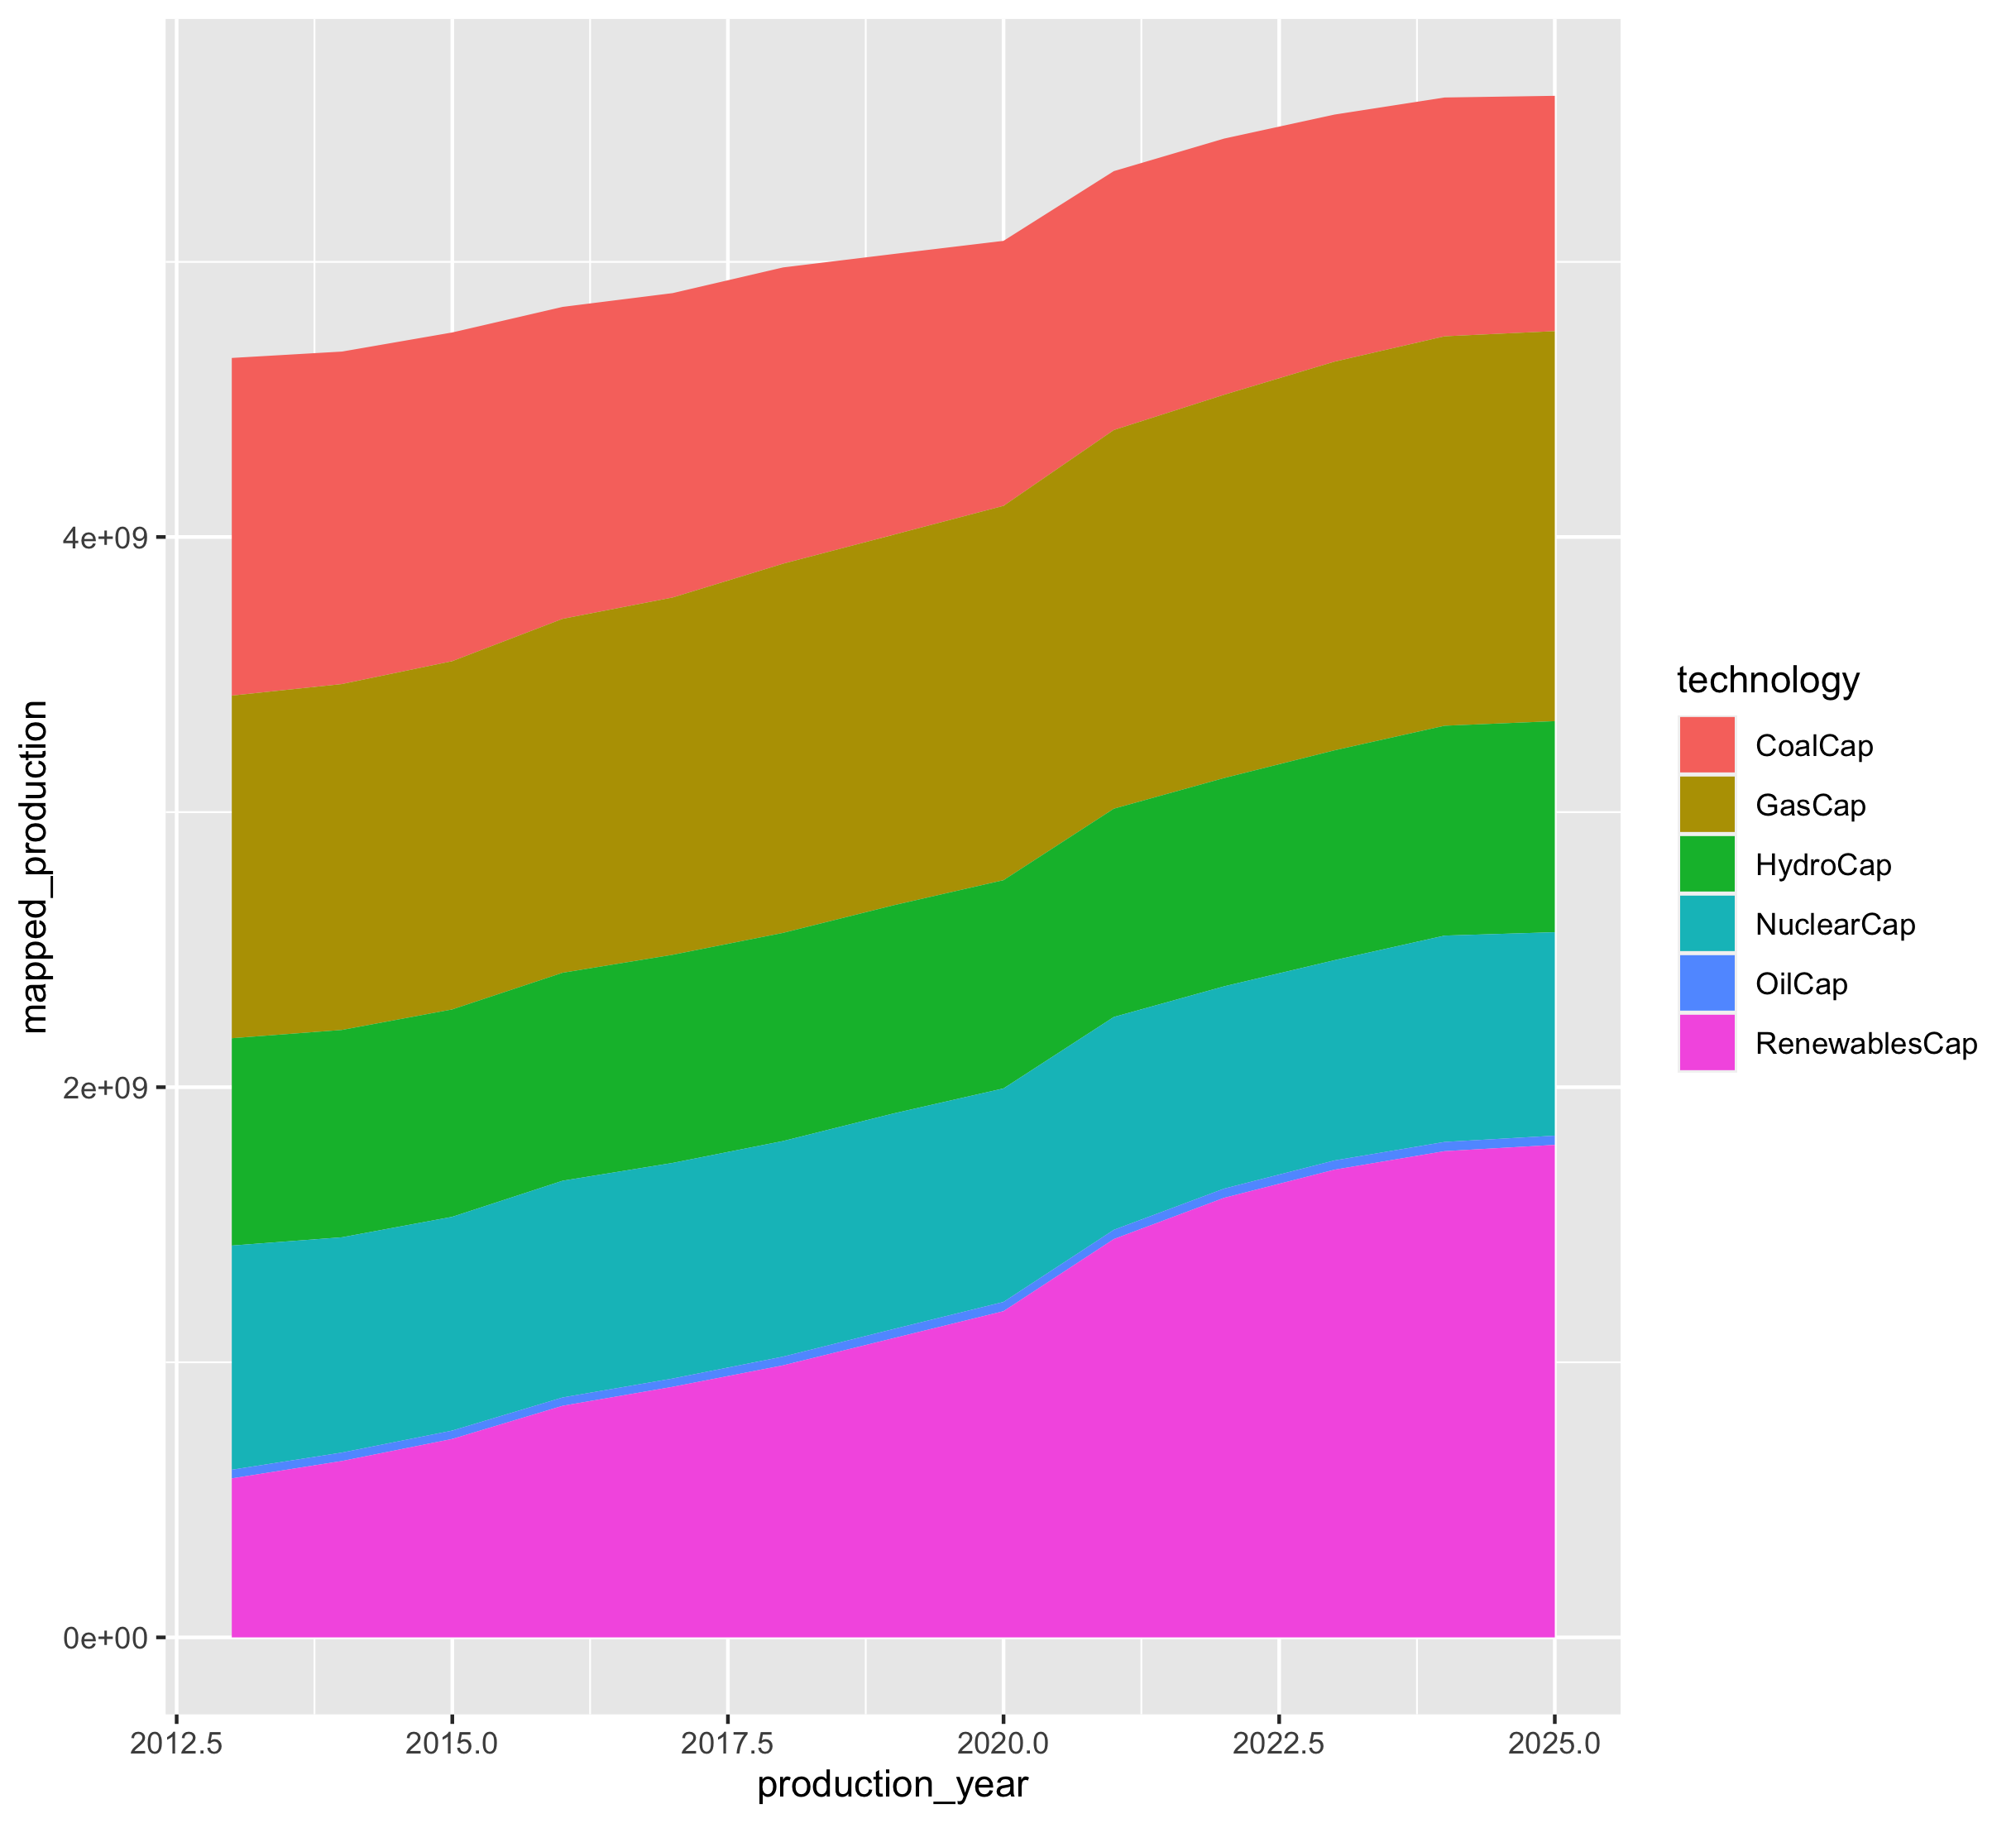 mapped_production
4e+09
2e+09
0e+00
2012.5
2015.0
2017.5
2020.0
2022.5
2025.0
production_year
technology
CoalCap
GasCap
HydroCap
NuclearCap
OilCap
RenewablesCap